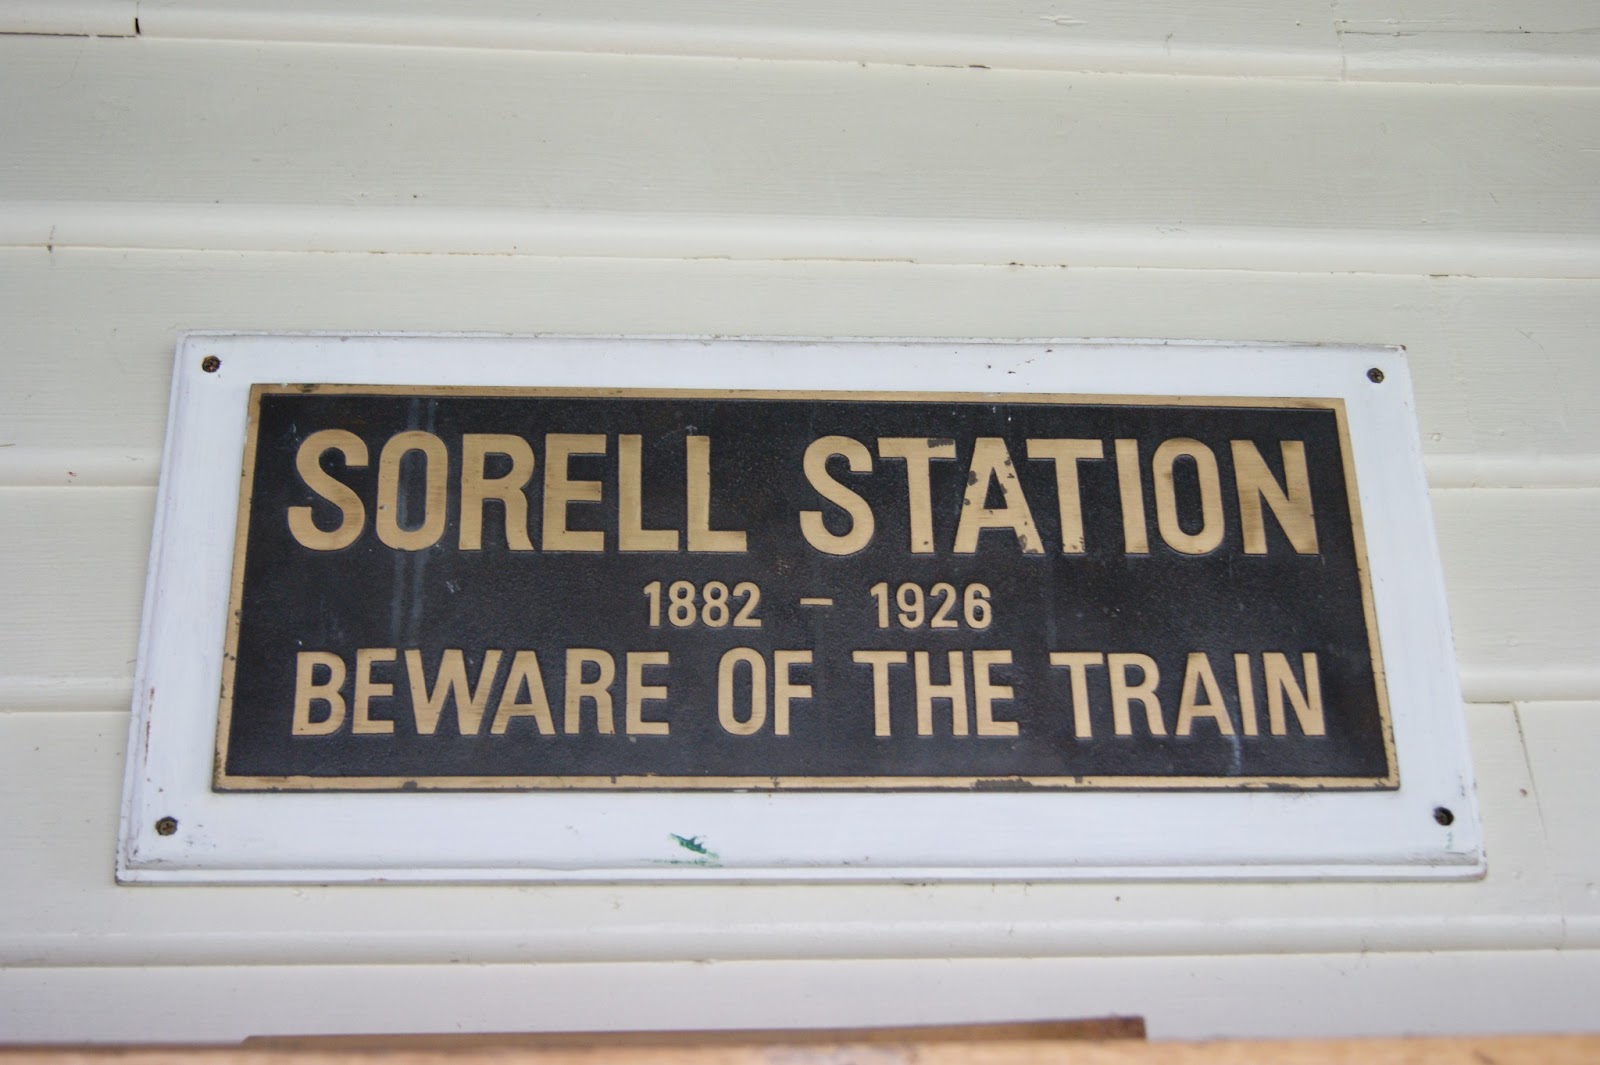 SORELL STATION
1882 – 1926
BEWARE OF THE TRAIN